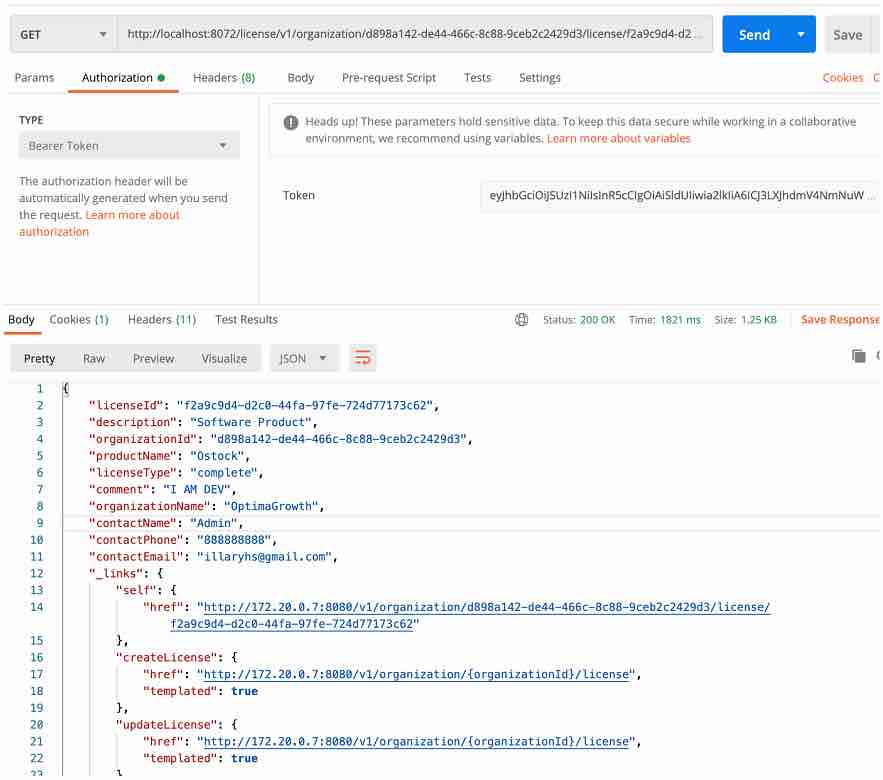 GET http://localhost:8072/license/v1/organization/d898a142-de44-466c-8c88-9ceb2c2429d3/license/f2a9c9d4-d2 ... Send Save
Params Authorization Headers (8) Body Pre-request Script Tests Settings Cookies
TYPE
Bearer Token
The authorization header will be
automatically generated when you send
the request. Learn more about
authorization
Heads up! These parameters hold sensitive data. To keep this data secure while working in a collaborative
environment, we recommend using variables. Learn more about variables
Token
Body Cookies (1) Headers (11) Test Results Status: 200 OK Time: 1821 ms Size: 1.25 KB Save Response
Pretty Raw Preview Visualize JSON
1 {
2 "licenseId": "f2a9c9d4-d2c0-44fa-97fe-724d77173c62",
3 "description": "Software Product",
4 "organizationId": "d898a142-de44-466c-8c88-9ceb2c2429d3",
5 "productName": "Ostock",
6 "licenseType": "complete",
7 "comment": "I AM DEV",
8 "organizationName": "OptimaGrowth",
9 "contactName": "Admin",
10 "contactPhone": "888888888",
11 "contactEmail": "illaryhs@gmail.com",
12 "_links": {
13 "self": {
14 "href": "http://172.20.0.7:8080/v1/organization/d898a142-de44-466c-8c88-9ceb2c2429d3/license/
f2a9c9d4-d2c0-44fa-97fe-724d77173c62"
15 },
16 "createLicense": {
17 "href": "http://172.20.0.7:8080/v1/organization/{organizationId}/license",
18 "templated": true
19 },
20 "updateLicense": {
21 "href": "http://172.20.0.7:8080/v1/organization/{organizationId}/license",
22 "templated": true
23 }